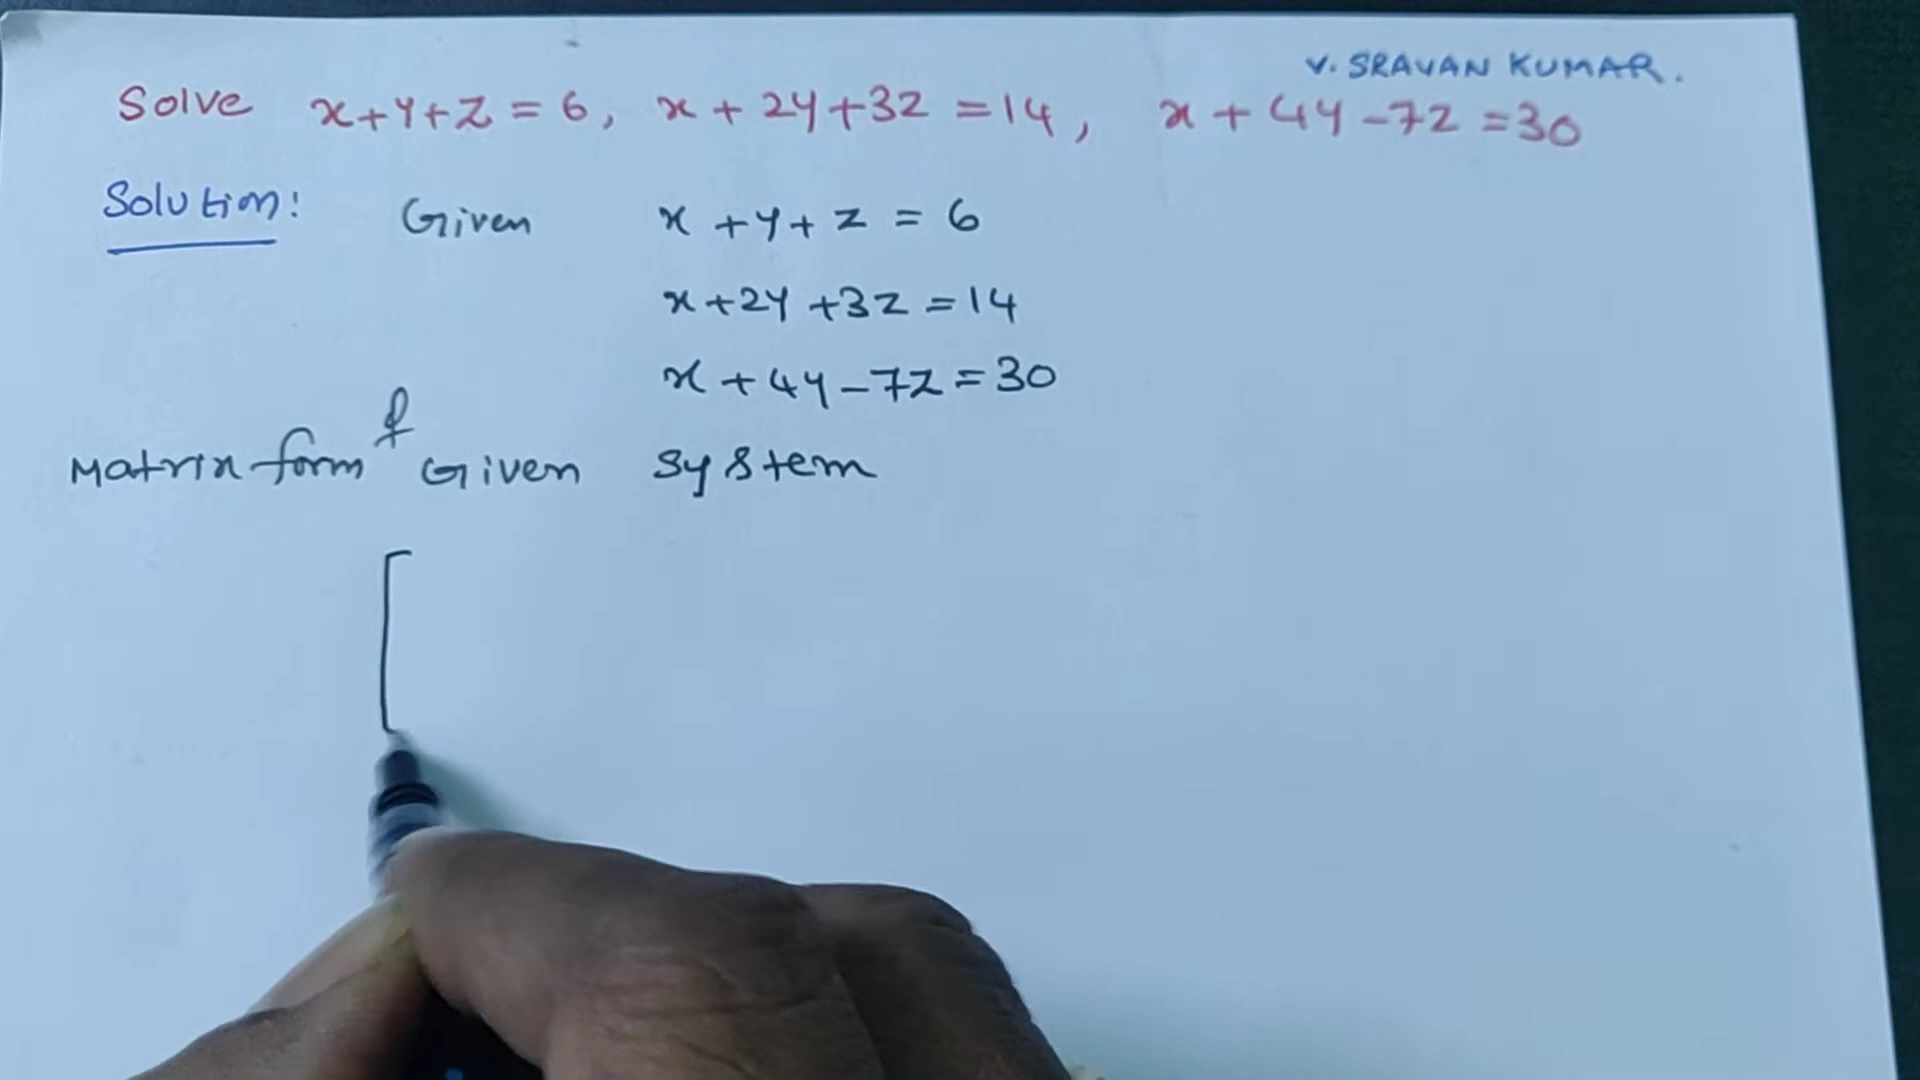 V. SRAVAN KUMAR.
Solve x+y+z=6, x+2y+3z=14, x+4y-7z=30
Solution: Given x+y+z=6
x+2y+3z=14
x+4y-7z=30
Matrix form of Given system